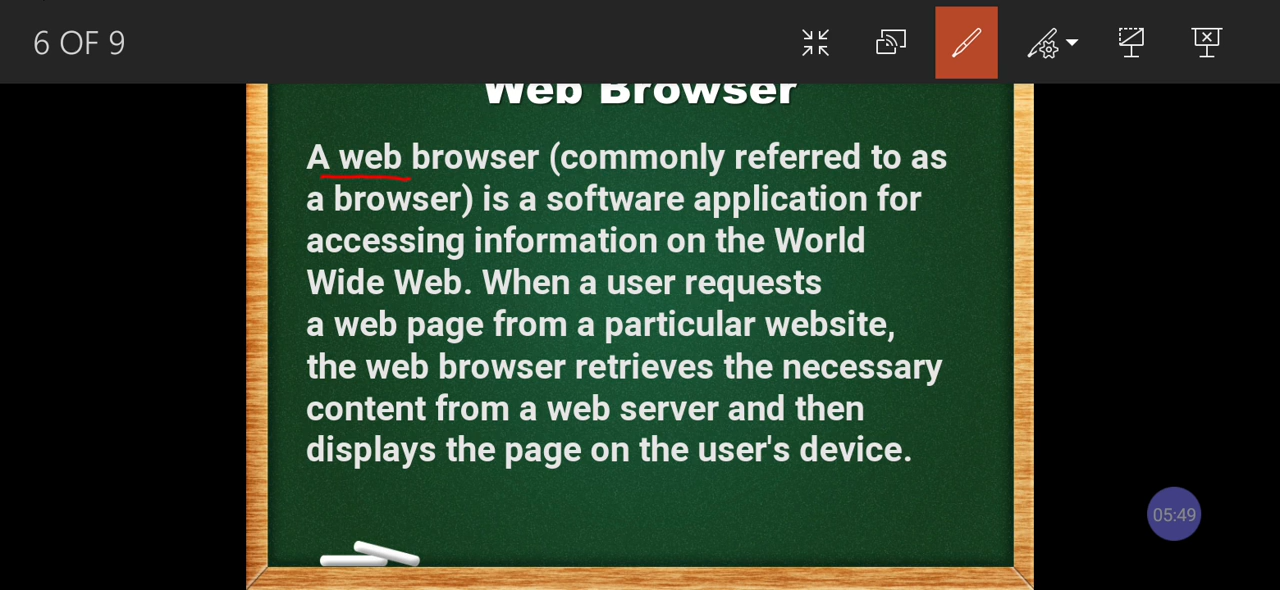 6 OF 9
Web Browser
A web browser (commonly referred to as
a browser) is a software application for
accessing information on the World
Wide Web. When a user requests
a web page from a particular website,
the web browser retrieves the necessary
content from a web server and then
displays the page on the user's device.
05:49